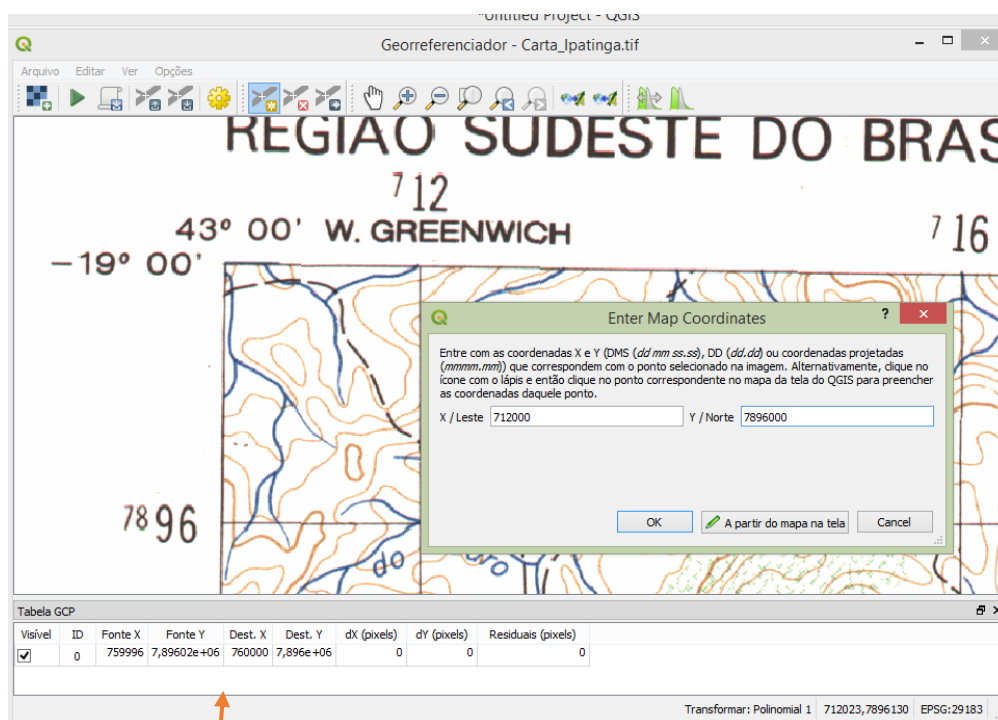 *Untitled Project - QGIS
Georreferenciador - Carta_Ipatinga.tif
Arquivo Editar Ver Opções
REGIÃO SUDESTE DO BRAS
712
43º 00' W. GREENWICH
716
-19º 00'
Enter Map Coordinates
Entre com as coordenadas X e Y (DMS (dd mm ss.ss), DD (dd.dd) ou coordenadas projetadas
(mmmm.mm)) que correspondem com o ponto selecionado na imagem. Alternativamente, clique no
ícone com o lápis e então clique no ponto correspondente no mapa da tela do QGIS para preencher
as coordenadas daquele ponto.
X / Leste 712000 Y / Norte 7896000
OK A partir do mapa na tela Cancel
7896
do
Tabela GCP
Visível ID Fonte X Fonte Y Dest. X Dest. Y dX (pixels) dY (pixels) Residuais (pixels)
0 759996 7,89602e+06 760000 7,896e+06 0 0 0
Transformar: Polinomial 1 712023,7896130 EPSG:29183